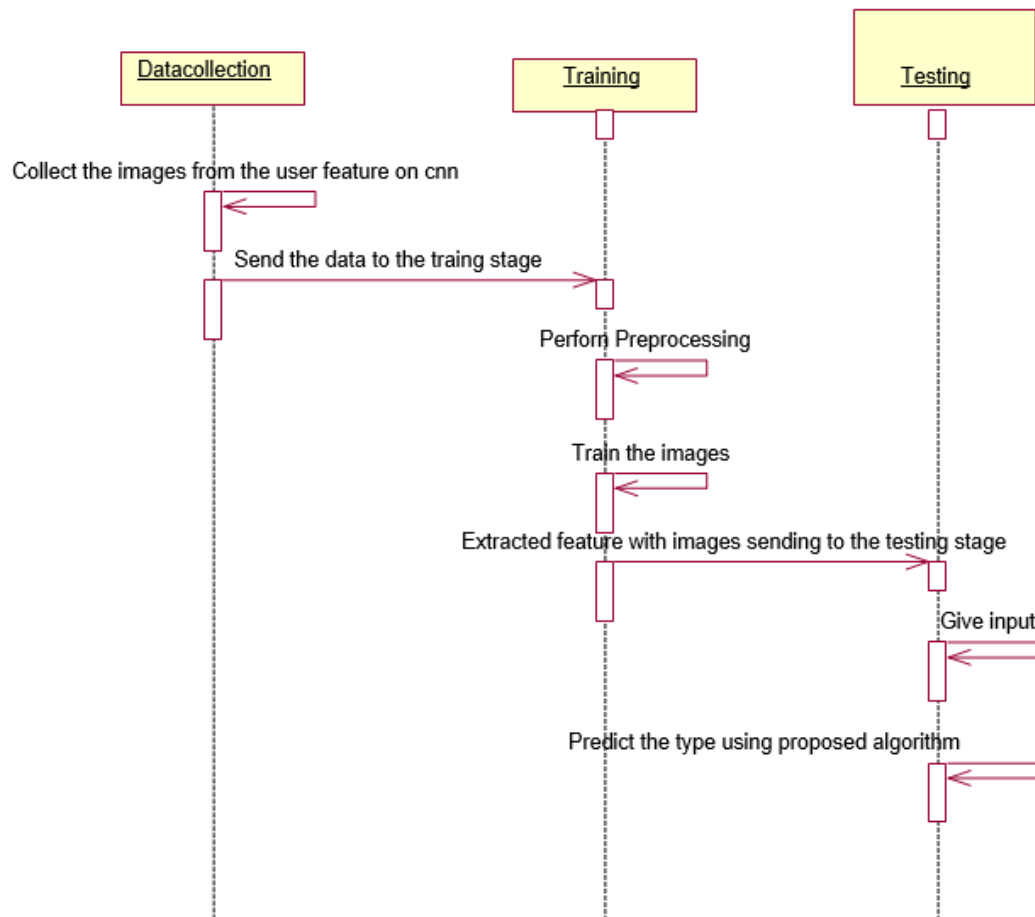 Datacollection
Training
Testing
Collect the images from the user feature on cnn
Send the data to the traing stage
Perforn Preprocessing
Train the images
Extracted feature with images sending to the testing stage
Give input
Predict the type using proposed algorithm